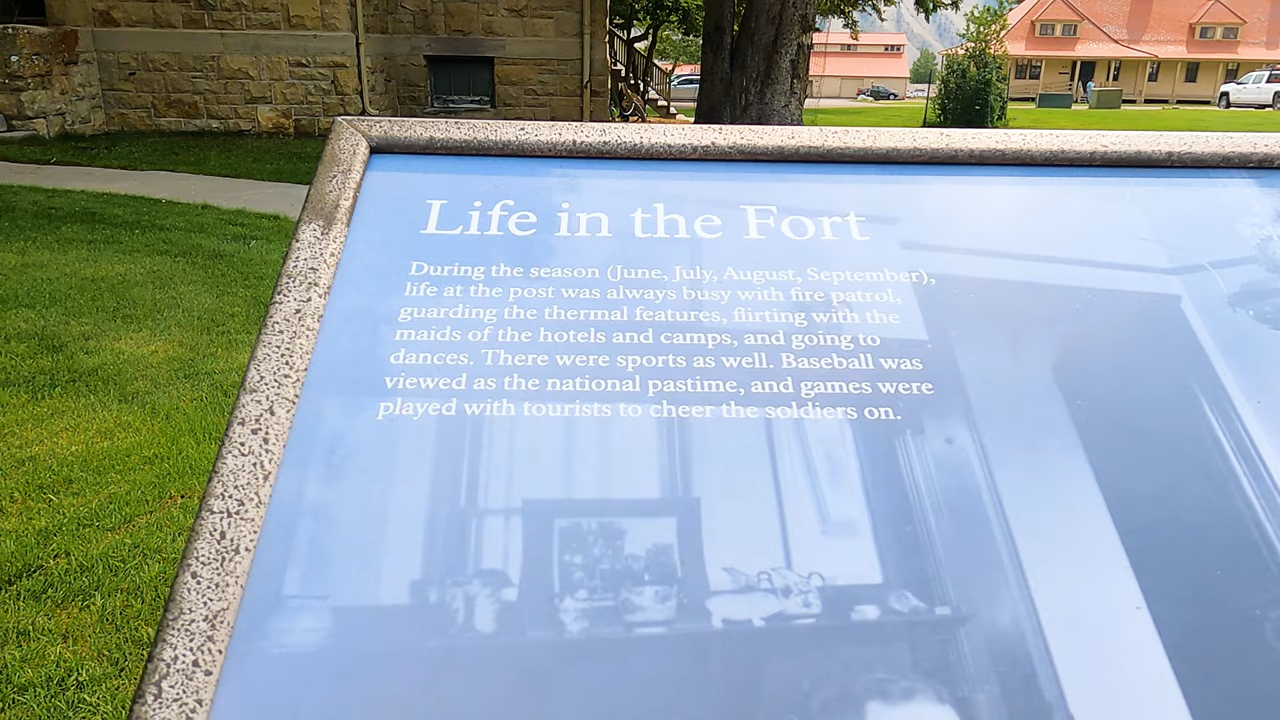 Life in the Fort
During the season (June, July, August, September),
life at the post was always busy with fire patrol,
guarding the thermal features, flirting with the
maids of the hotels and camps, and going to
dances. There were sports as well. Baseball was
viewed as the national pastime, and games were
played with tourists to cheer the soldiers on.